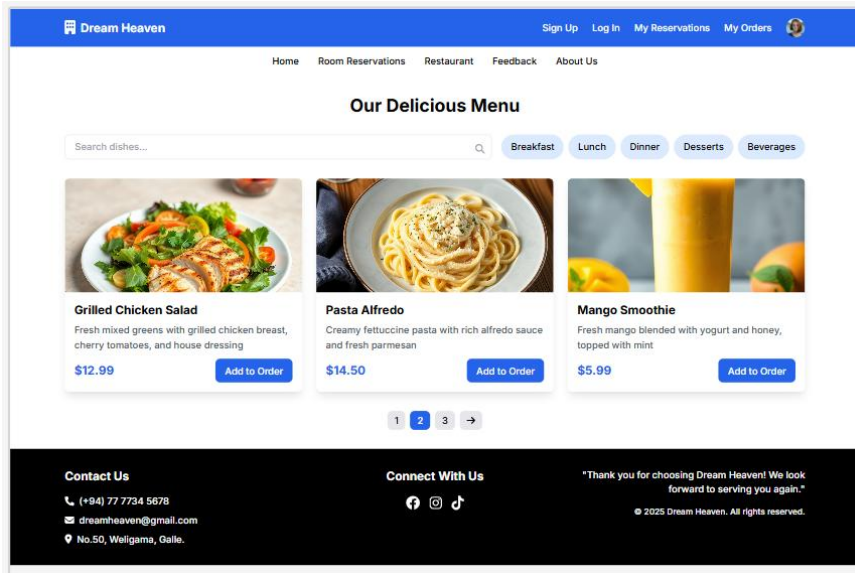 Dream Heaven
Sign Up Log In My Reservations My Orders
Home Room Reservations Restaurant Feedback About Us
Our Delicious Menu
Search dishes...
Breakfast Lunch Dinner Desserts Beverages
Grilled Chicken Salad
Fresh mixed greens with grilled chicken breast,
cherry tomatoes, and house dressing
$12.99 Add to Order
Pasta Alfredo
Creamy fettuccine pasta with rich alfredo sauce
and fresh parmesan
$14.50 Add to Order
Mango Smoothie
Fresh mango blended with yogurt and honey,
topped with mint
$5.99 Add to Order
1 2 3 →
Contact Us
(+94) 77 7734 5678
dreamheaven@gmail.com
No.50, Weligama, Galle.
Connect With Us
"Thank you for choosing Dream Heaven! We look
forward to serving you again."
© 2025 Dream Heaven. All rights reserved.